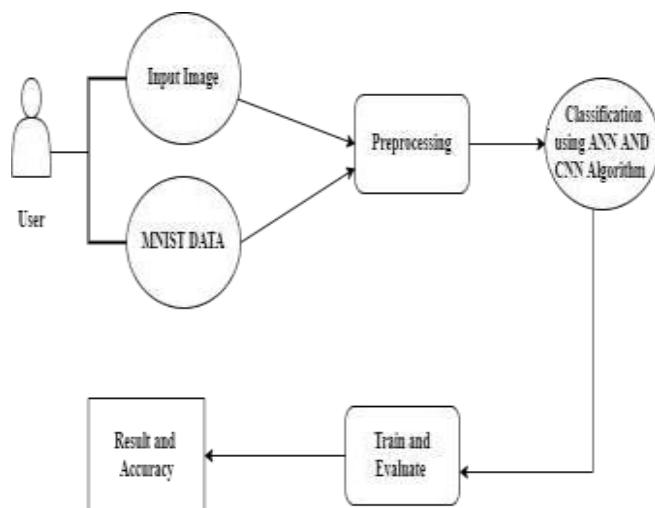 Input Image
Preprocessing
Classification
using ANN AND
CNN Algorithm
User
MNIST DATA
Result and
Accuracy
Train and
Evaluate